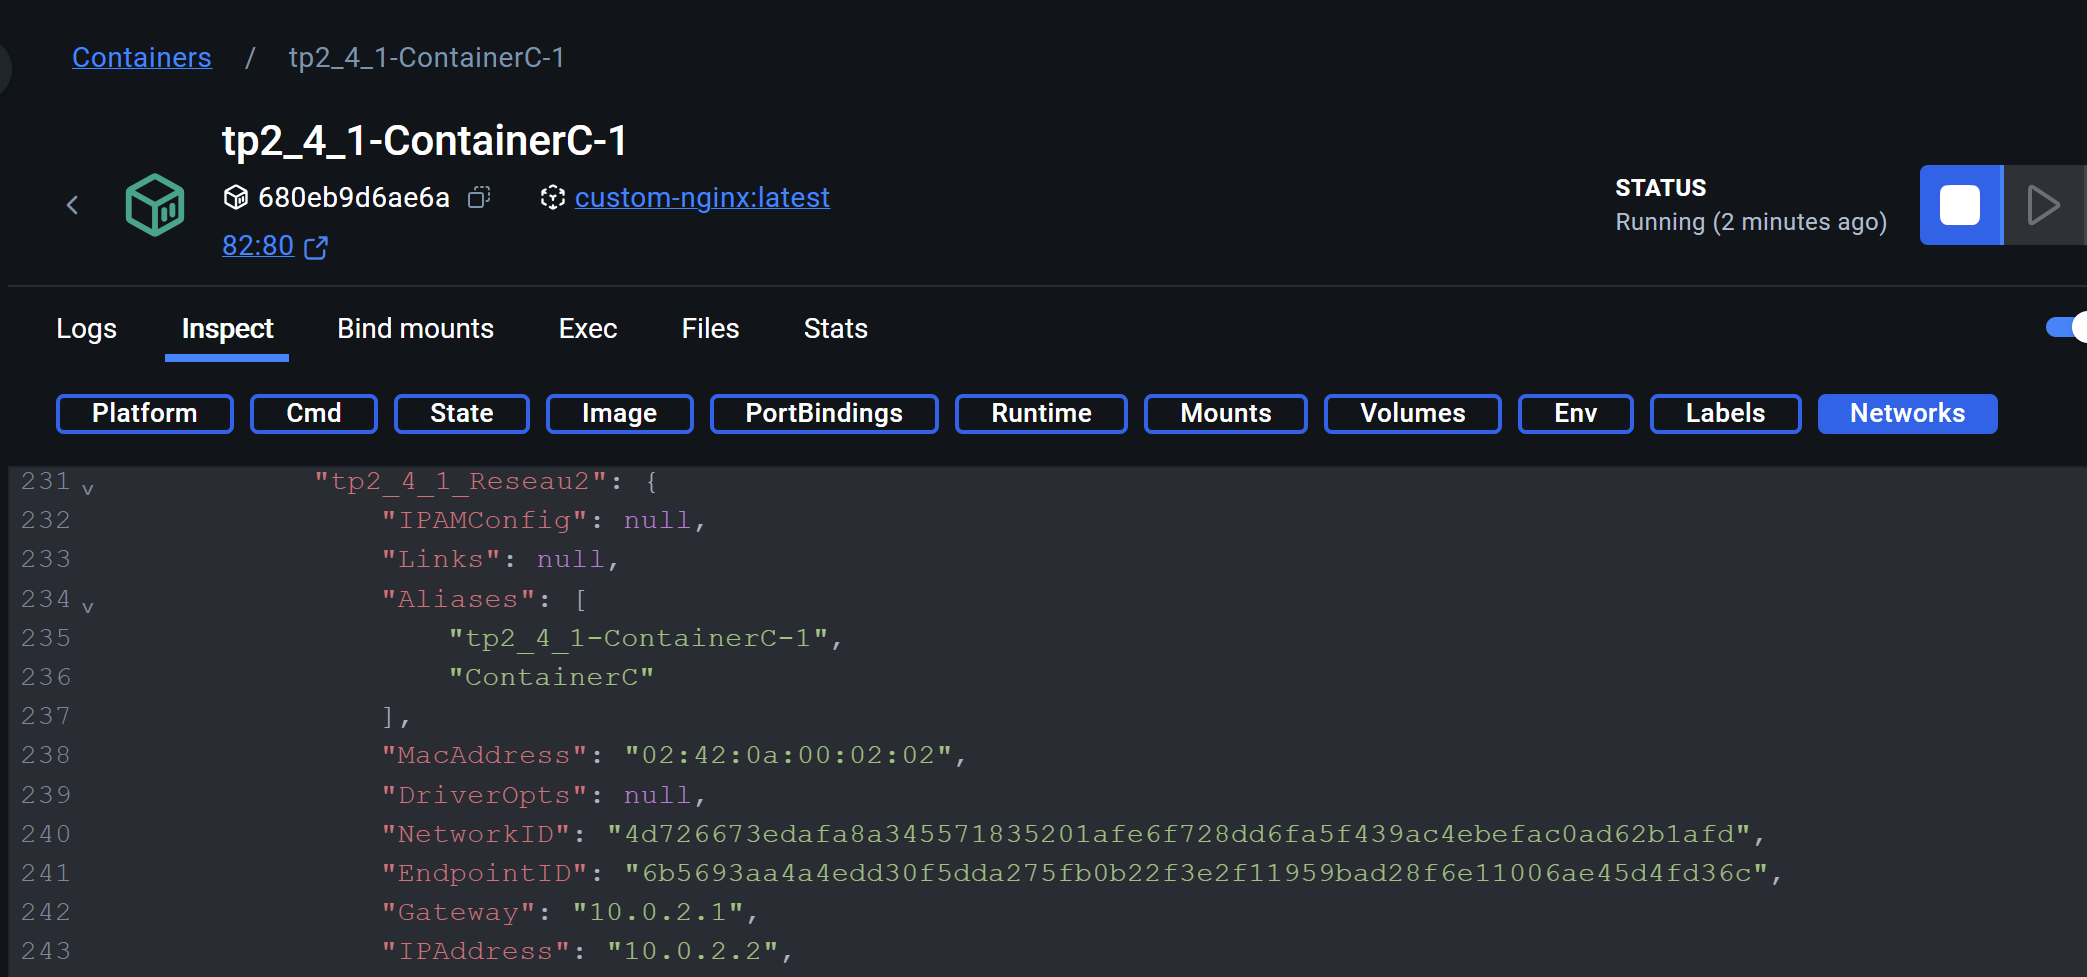 Containers / tp2_4_1-ContainerC-1
tp2_4_1-ContainerC-1
680eb9d6ae6a custom-nginx:latest
82:80
STATUS
Running (2 minutes ago)
Logs Inspect Bind mounts Exec Files Stats
Platform Cmd State Image PortBindings Runtime Mounts Volumes Env Labels Networks
231 "tp2_4_1_Reseau2": {
232 "IPAMConfig": null,
233 "Links": null,
234 "Aliases": [
235 "tp2_4_1-ContainerC-1",
236 "ContainerC"
237 ],
238 "MacAddress": "02:42:0a:00:02:02",
239 "DriverOpts": null,
240 "NetworkID": "4d726673edafa8a345571835201afe6f728dd6fa5f439ac4ebefac0ad62b1afd",
241 "EndpointID": "6b5693aa4a4edd30f5dda275fb0b22f3e2f11959bad28f6e11006ae45d4fd36c",
242 "Gateway": "10.0.2.1",
243 "IPAddress": "10.0.2.2",